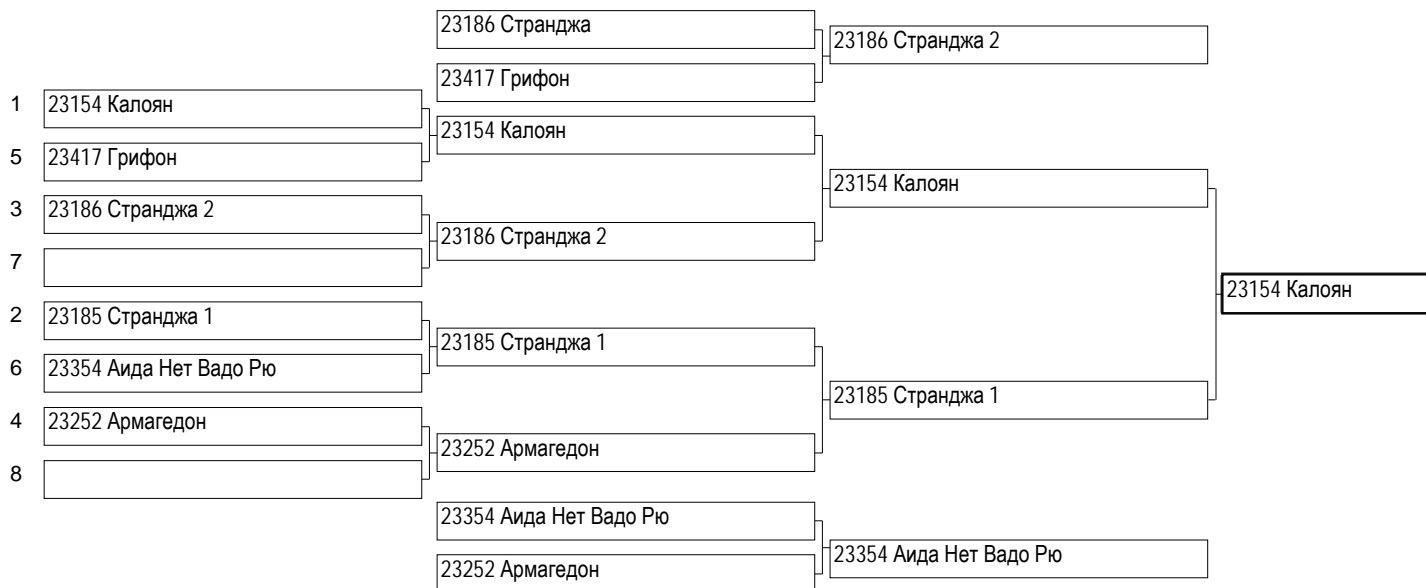 23186 Странджа
23186 Странджа 2
23417 Грифон
1 23154 Калоян
23154 Калоян
5 23417 Грифон
23154 Калоян
3 23186 Странджа 2
23186 Странджа 2
7
23154 Калоян
2 23185 Странджа 1
23185 Странджа 1
6 23354 Аида Нет Вадо Рю
23185 Странджа 1
4 23252 Армагедон
23252 Армагедон
8
23354 Аида Нет Вадо Рю
23354 Аида Нет Вадо Рю
23252 Армагедон